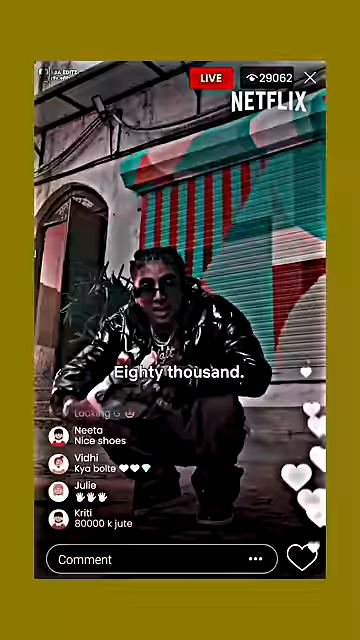 LIVE
29062
NETFLIX
Eighty thousand.
Looking G
Neeta
Nice shoes
Vidhi
Kya bolte
Julie
Kriti
80000 k jute
Comment